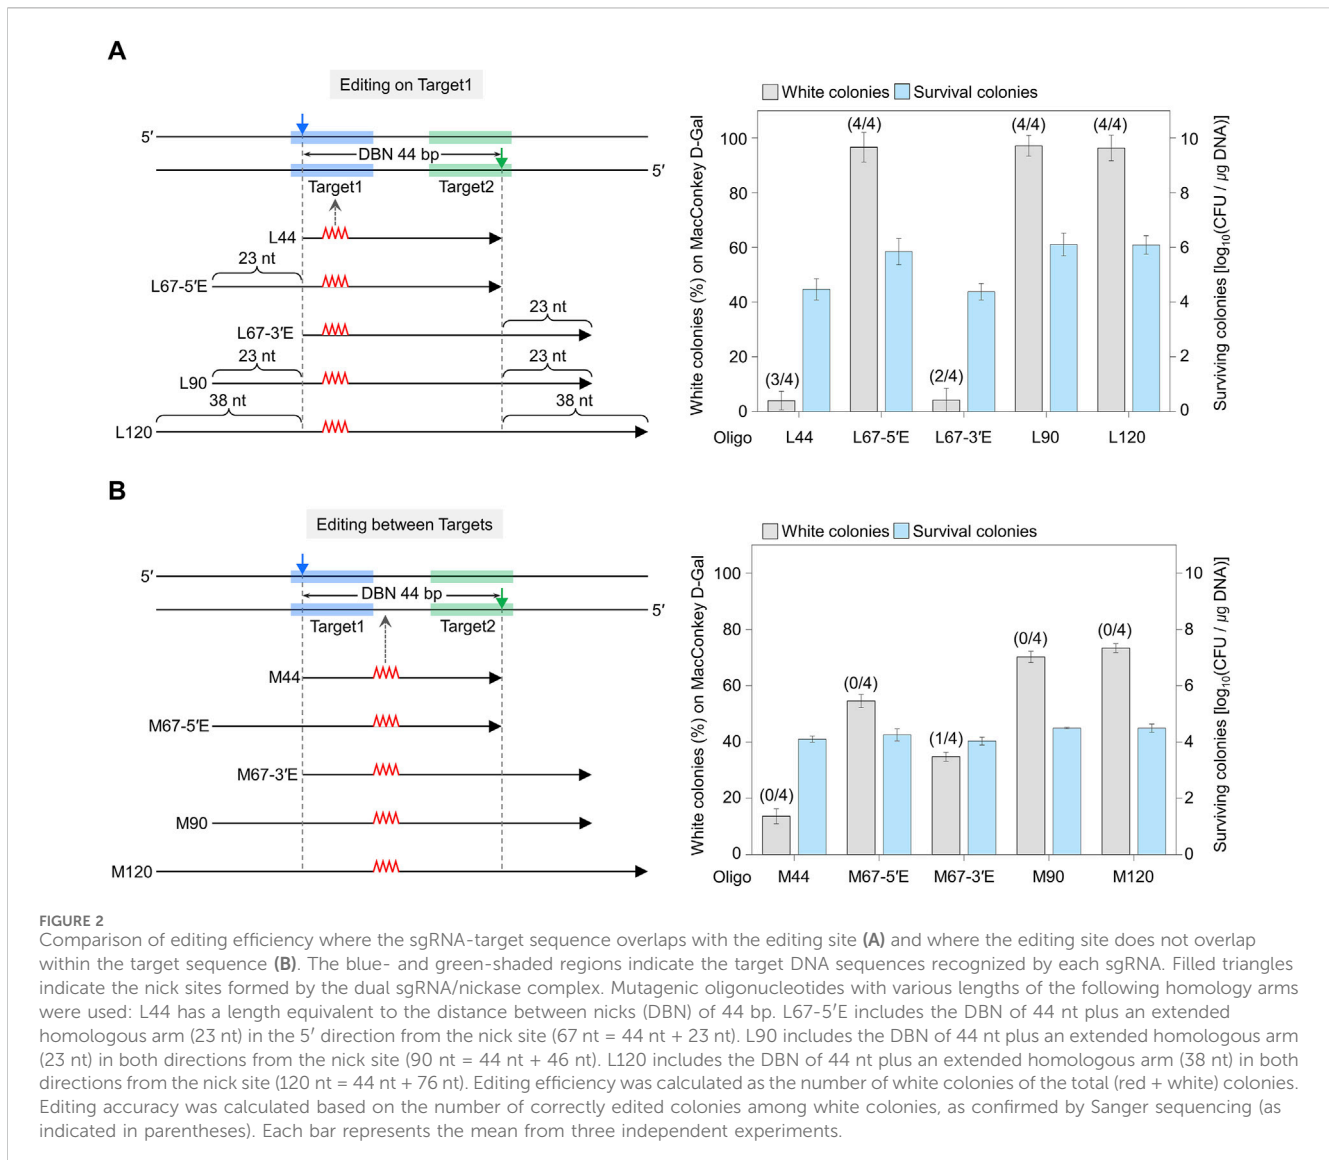 A
Editing on Target1
5′
DBN 44 bp
5′
Target1
Target2
L44
23 nt
L67-5′E
23 nt
L67-3′E
23 nt
23 nt
L90
38 nt
38 nt
L120
White colonies
Survival colonies
White colonies (%) on MacConkey D-Gal
100
80
60
40
20
0
(3/4)
(4/4)
(2/4)
(4/4)
(4/4)
10
8
6
4
2
0
Surviving colonies [log10(CFU / µg DNA)]
Oligo
L44
L67-5′E
L67-3′E
L90
L120
B
Editing between Targets
5′
DBN 44 bp
5′
Target1
Target2
M44
M67-5′E
M67-3′E
M90
M120
White colonies
Survival colonies
White colonies (%) on MacConkey D-Gal
100
80
60
40
20
0
(0/4)
(0/4)
(1/4)
(0/4)
(0/4)
10
8
6
4
2
0
Surviving colonies [log10(CFU / µg DNA)]
Oligo
M44
M67-5′E
M67-3′E
M90
M120
FIGURE 2
Comparison of editing efficiency where the sgRNA-target sequence overlaps with the editing site (A) and where the editing site does not overlap
within the target sequence (B). The blue- and green-shaded regions indicate the target DNA sequences recognized by each sgRNA. Filled triangles
indicate the nick sites formed by the dual sgRNA/nickase complex. Mutagenic oligonucleotides with various lengths of the following homology arms
were used: L44 has a length equivalent to the distance between nicks (DBN) of 44 bp. L67-5′E includes the DBN of 44 nt plus an extended
homologous arm (23 nt) in the 5′ direction from the nick site (67 nt = 44 nt + 23 nt). L90 includes the DBN of 44 nt plus an extended homologous arm
(23 nt) in both directions from the nick site (90 nt = 44 nt + 46 nt). L120 includes the DBN of 44 nt plus an extended homologous arm (38 nt) in both
directions from the nick site (120 nt = 44 nt + 76 nt). Editing efficiency was calculated as the number of white colonies of the total (red + white) colonies.
Editing accuracy was calculated based on the number of correctly edited colonies among white colonies, as confirmed by Sanger sequencing (as
indicated in parentheses). Each bar represents the mean from three independent experiments.